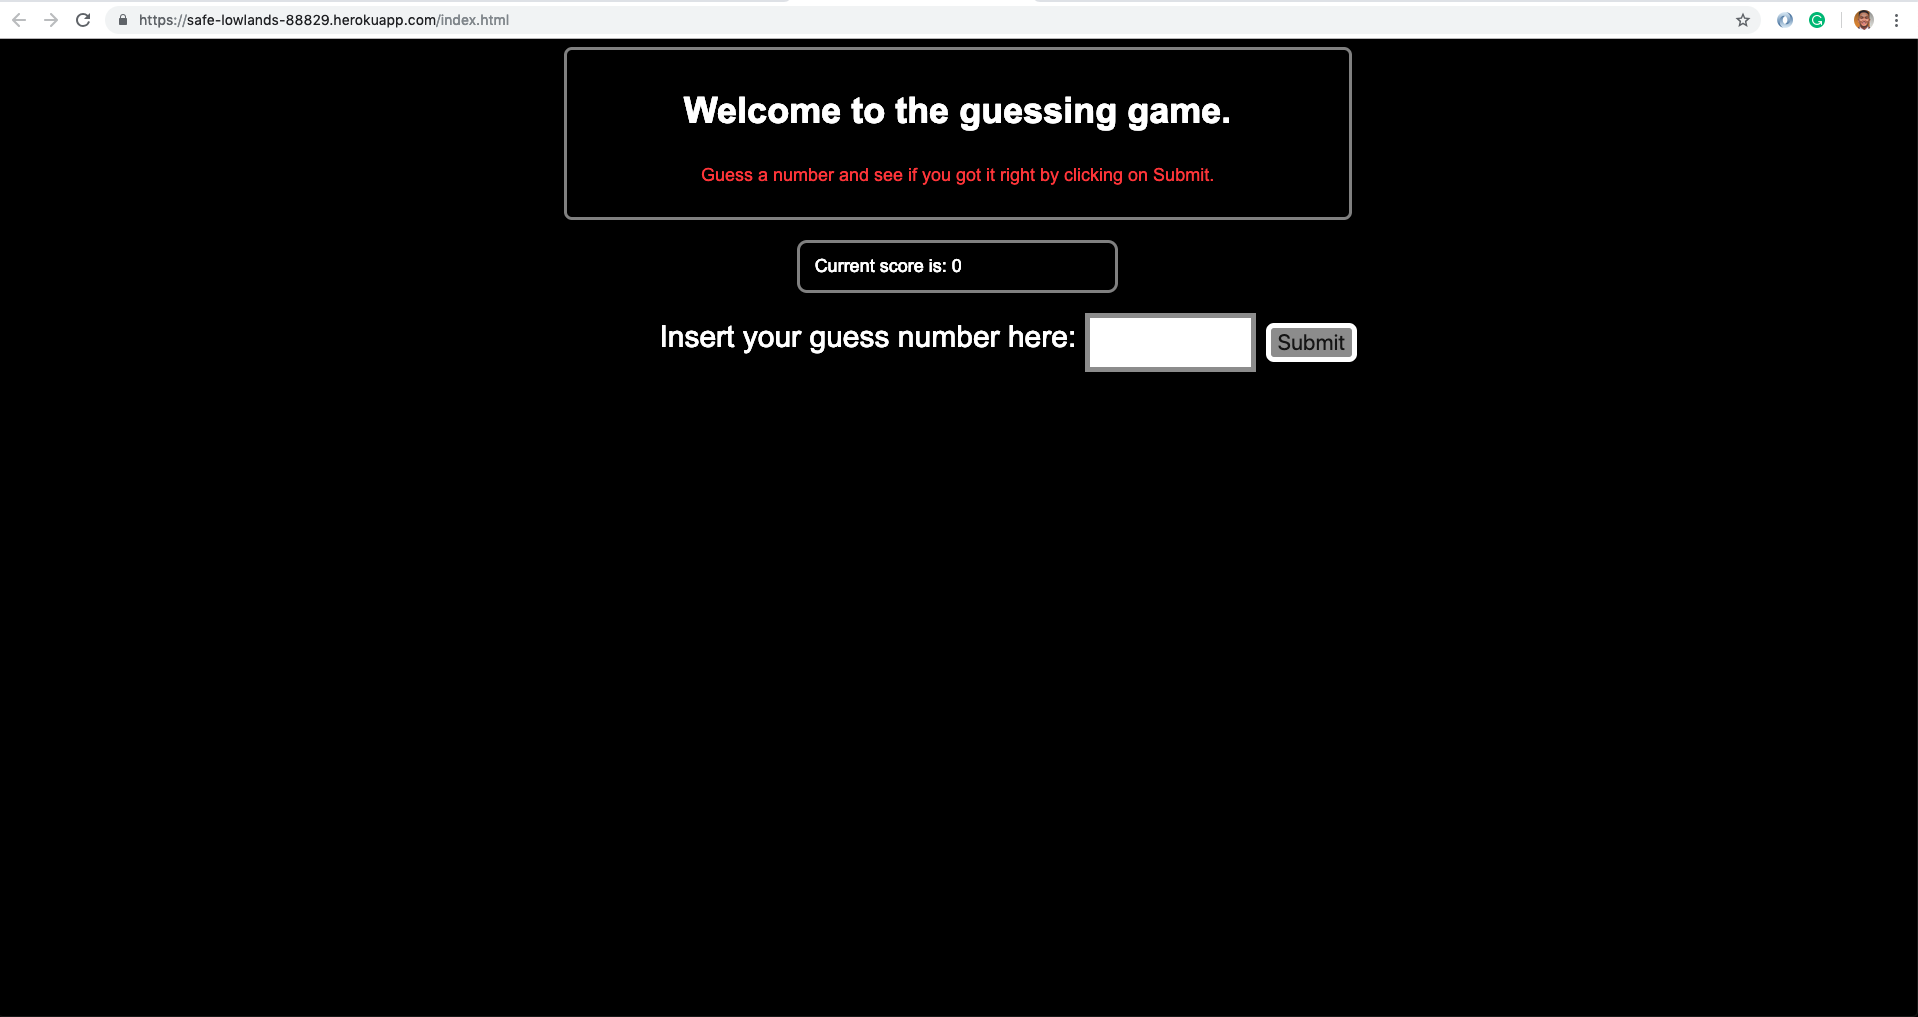 https://safe-lowlands-88829.herokuapp.com/index.html
Welcome to the guessing game.
Guess a number and see if you got it right by clicking on Submit.
Current score is: 0
Insert your guess number here: Submit